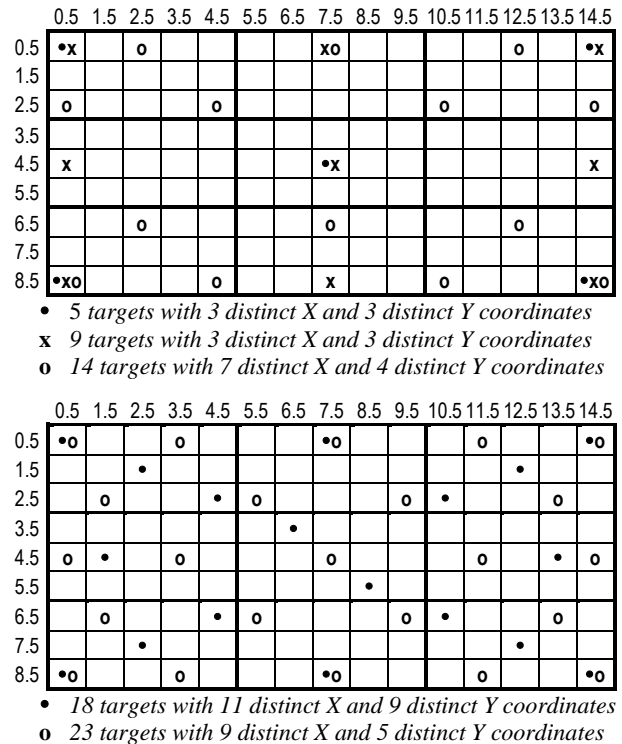 0.5 1.5 2.5 3.5 4.5 5.5 6.5 7.5 8.5 9.5 10.5 11.5 12.5 13.5 14.5
0.5 •x o xo o •x
1.5
2.5 o o o o
3.5
4.5 x •x x
5.5
6.5 o o o
7.5
8.5 •xo o x o •xo
• 5 targets with 3 distinct X and 3 distinct Y coordinates
x 9 targets with 3 distinct X and 3 distinct Y coordinates
o 14 targets with 7 distinct X and 4 distinct Y coordinates
0.5 1.5 2.5 3.5 4.5 5.5 6.5 7.5 8.5 9.5 10.5 11.5 12.5 13.5 14.5
0.5 •o o •o o •o
1.5 • •
2.5 o • o o • o
3.5 •
4.5 o • o o o • o
5.5 •
6.5 o • o o • o
7.5 • •
8.5 •o o •o o •o
• 18 targets with 11 distinct X and 9 distinct Y coordinates
o 23 targets with 9 distinct X and 5 distinct Y coordinates